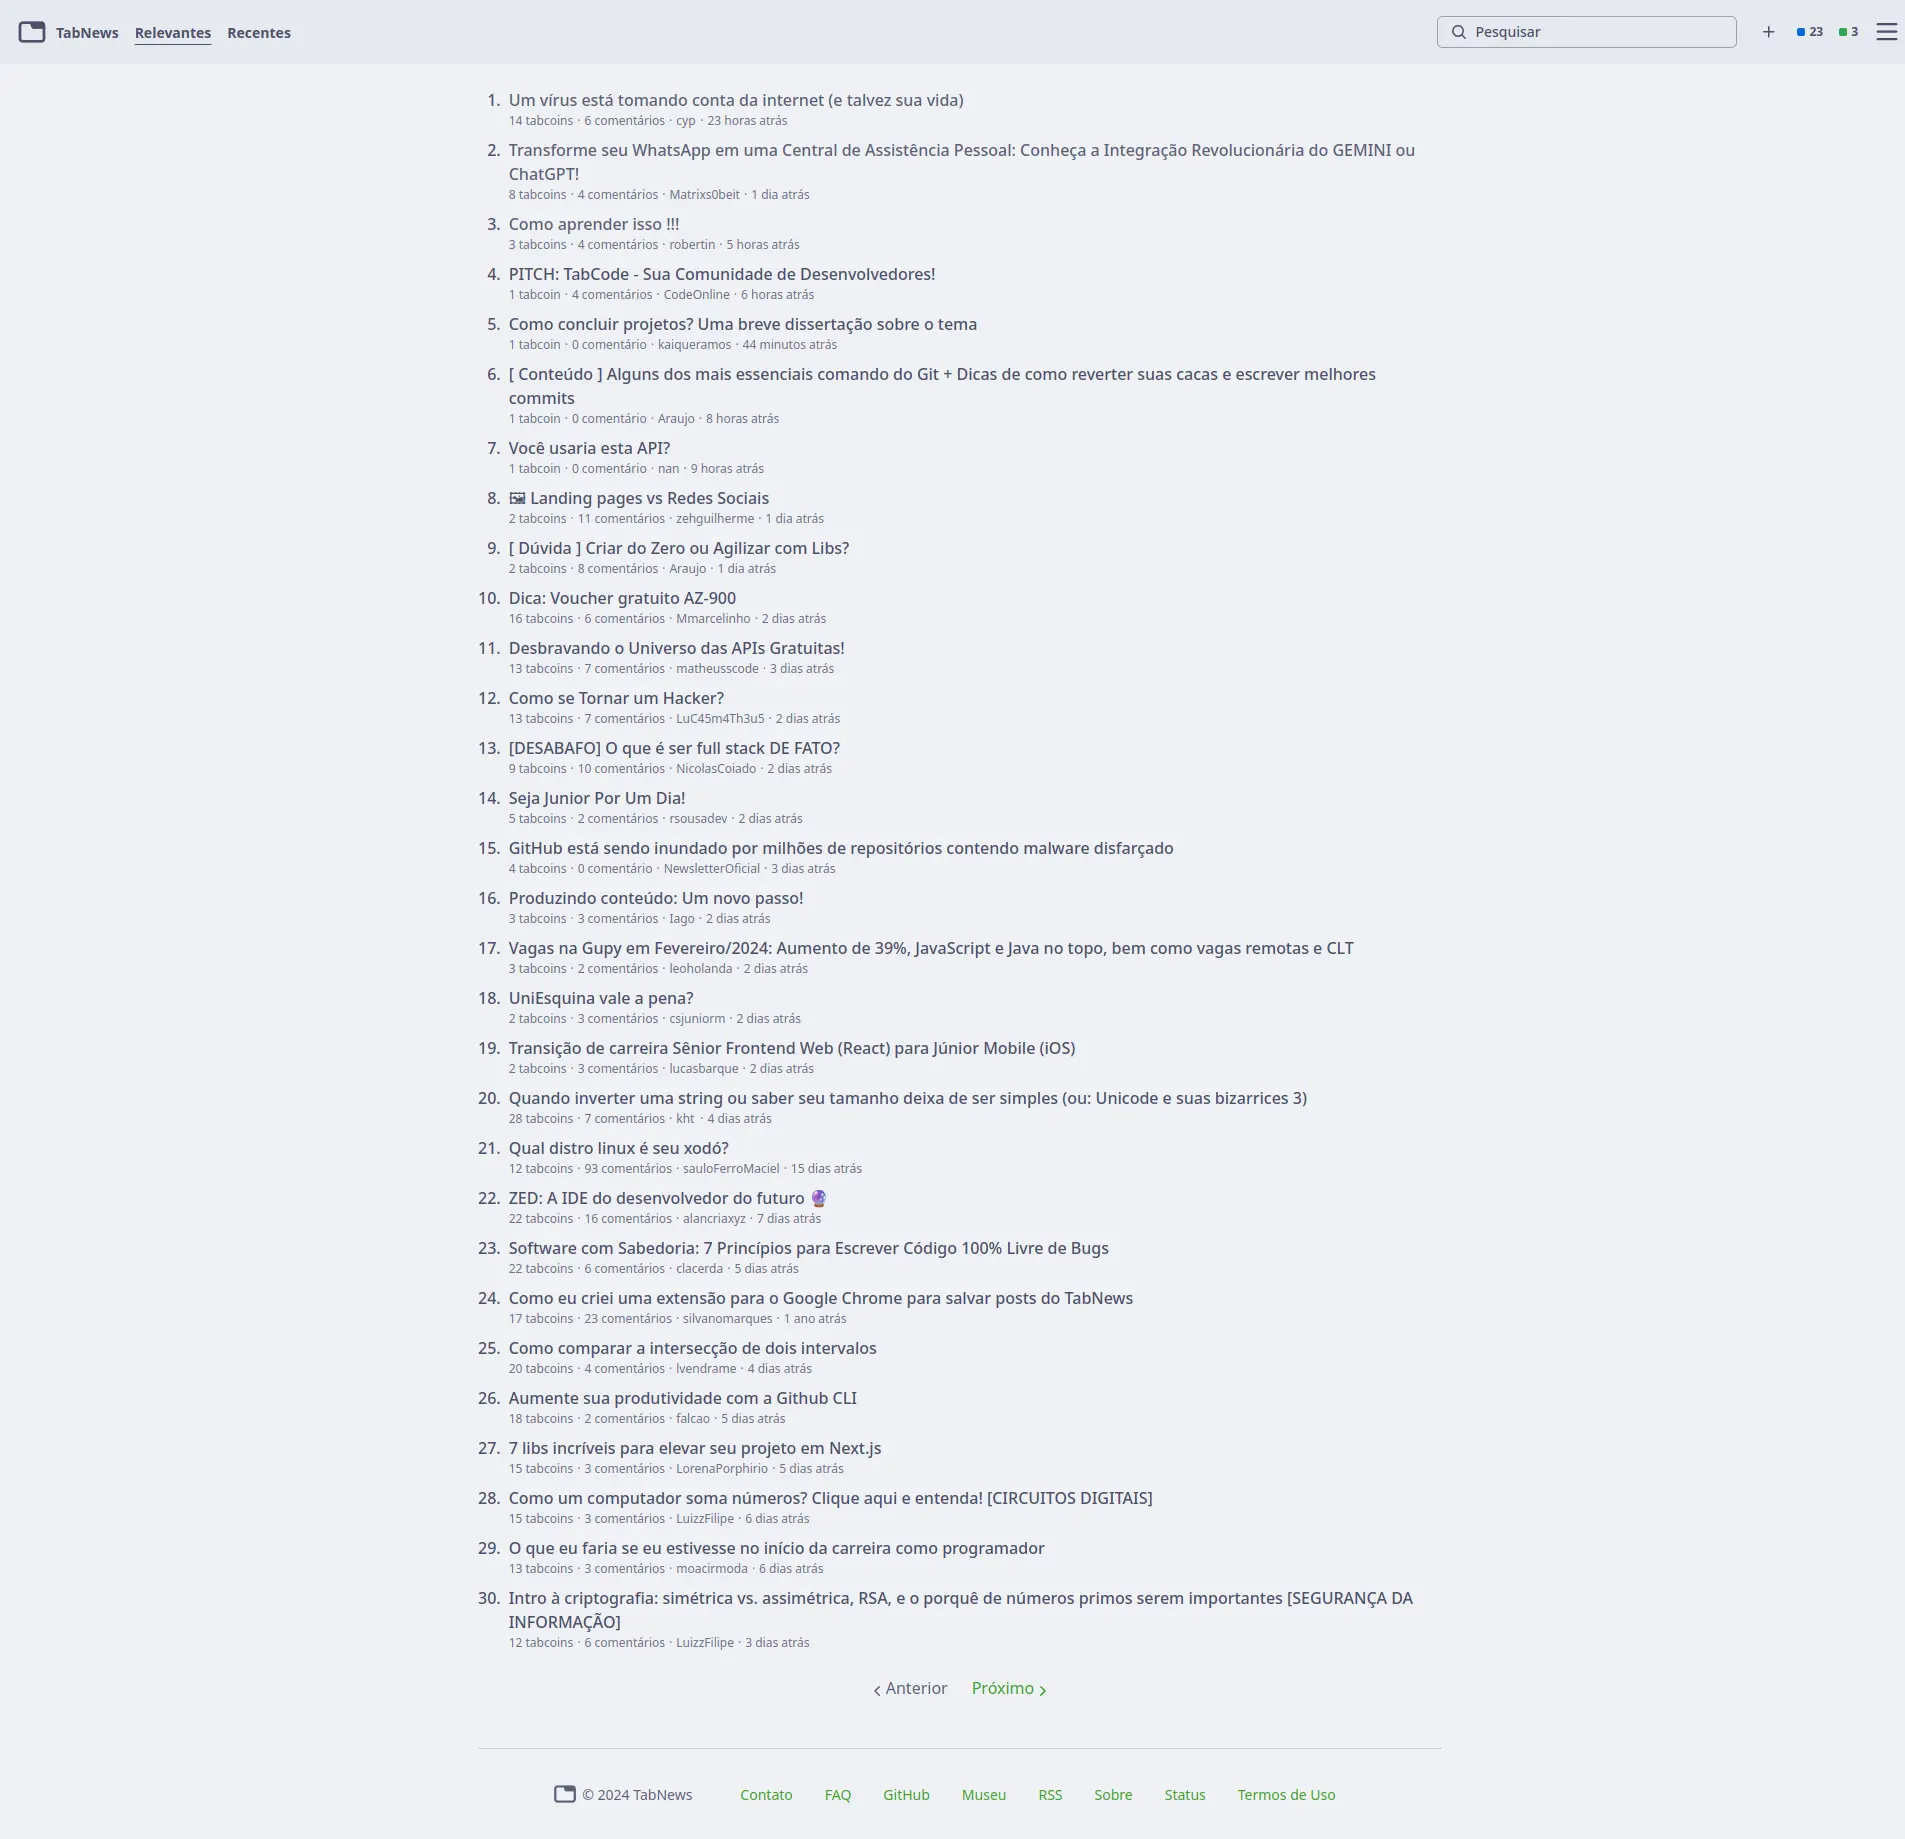 TabNews Relevantes Recentes Pesquisar 23 3
1. Um vírus está tomando conta da internet (e talvez sua vida)
14 tabcoins · 6 comentários · cyp · 23 horas atrás
2. Transforme seu WhatsApp em uma Central de Assistência Pessoal: Conheça a Integração Revolucionária do GEMINI ou
ChatGPT!
8 tabcoins · 4 comentários · Matrixs0beit · 1 dia atrás
3. Como aprender isso !!!
3 tabcoins · 4 comentários · robertin · 5 horas atrás
4. PITCH: TabCode - Sua Comunidade de Desenvolvedores!
1 tabcoin · 4 comentários · CodeOnline · 6 horas atrás
5. Como concluir projetos? Uma breve dissertação sobre o tema
1 tabcoin · 0 comentário · kaiqueramos · 44 minutos atrás
6. [ Conteúdo ] Alguns dos mais essenciais comando do Git + Dicas de como reverter suas cacas e escrever melhores
commits
1 tabcoin · 0 comentário · Araujo · 8 horas atrás
7. Você usaria esta API?
1 tabcoin · 0 comentário · nan · 9 horas atrás
8. 🖼 Landing pages vs Redes Sociais
2 tabcoins · 11 comentários · zehguilherme · 1 dia atrás
9. [ Dúvida ] Criar do Zero ou Agilizar com Libs?
2 tabcoins · 8 comentários · Araujo · 1 dia atrás
10. Dica: Voucher gratuito AZ-900
16 tabcoins · 6 comentários · Mmarcelinho · 2 dias atrás
11. Desbravando o Universo das APIs Gratuitas!
13 tabcoins · 7 comentários · matheusscode · 3 dias atrás
12. Como se Tornar um Hacker?
13 tabcoins · 7 comentários · LuC45m4Th3u5 · 2 dias atrás
13. [DESABAFO] O que é ser full stack DE FATO?
9 tabcoins · 10 comentários · NicolasCoiado · 2 dias atrás
14. Seja Junior Por Um Dia!
5 tabcoins · 2 comentários · rsousadev · 2 dias atrás
15. GitHub está sendo inundado por milhões de repositórios contendo malware disfarçado
4 tabcoins · 0 comentário · NewsletterOficial · 3 dias atrás
16. Produzindo conteúdo: Um novo passo!
3 tabcoins · 3 comentários · Iago · 2 dias atrás
17. Vagas na Gupy em Fevereiro/2024: Aumento de 39%, JavaScript e Java no topo, bem como vagas remotas e CLT
3 tabcoins · 2 comentários · leoholanda · 2 dias atrás
18. UniEsquina vale a pena?
2 tabcoins · 3 comentários · csjuniorm · 2 dias atrás
19. Transição de carreira Sênior Frontend Web (React) para Júnior Mobile (iOS)
2 tabcoins · 3 comentários · lucasbarque · 2 dias atrás
20. Quando inverter uma string ou saber seu tamanho deixa de ser simples (ou: Unicode e suas bizarrices 3)
28 tabcoins · 7 comentários · kht · 4 dias atrás
21. Qual distro linux é seu xodó?
12 tabcoins · 93 comentários · sauloFerroMaciel · 15 dias atrás
22. ZED: A IDE do desenvolvedor do futuro 🔮
22 tabcoins · 16 comentários · alancriaxyz · 7 dias atrás
23. Software com Sabedoria: 7 Princípios para Escrever Código 100% Livre de Bugs
22 tabcoins · 6 comentários · clacerda · 5 dias atrás
24. Como eu criei uma extensão para o Google Chrome para salvar posts do TabNews
17 tabcoins · 23 comentários · silvanomarques · 1 ano atrás
25. Como comparar a intersecção de dois intervalos
20 tabcoins · 4 comentários · lvendrame · 4 dias atrás
26. Aumente sua produtividade com a Github CLI
18 tabcoins · 2 comentários · falcao · 5 dias atrás
27. 7 libs incríveis para elevar seu projeto em Next.js
15 tabcoins · 3 comentários · LorenaPorphirio · 5 dias atrás
28. Como um computador soma números? Clique aqui e entenda! [CIRCUITOS DIGITAIS]
15 tabcoins · 3 comentários · LuizzFilipe · 6 dias atrás
29. O que eu faria se eu estivesse no início da carreira como programador
13 tabcoins · 3 comentários · moacirmoda · 6 dias atrás
30. Intro à criptografia: simétrica vs. assimétrica, RSA, e o porquê de números primos serem importantes [SEGURANÇA DA
INFORMAÇÃO]
12 tabcoins · 6 comentários · LuizzFilipe · 3 dias atrás
‹ Anterior Próximo ›
© 2024 TabNews Contato FAQ GitHub Museu RSS Sobre Status Termos de Uso